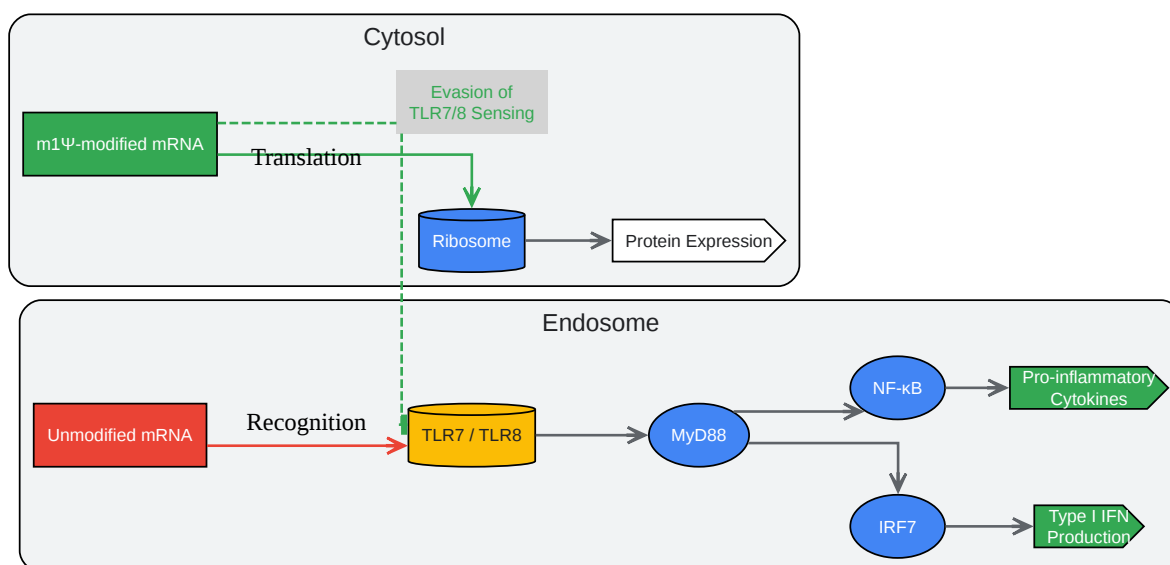 Cytosol
Evasion of
TLR7/8 Sensing
m1Ψ-modified mRNA
Translation
Ribosome
Protein Expression
Endosome
NF-κB
Pro-inflammatory
Cytokines
Recognition
Unmodified mRNA
TLR7 / TLR8
MyD88
IRF7
Type I IFN
Production